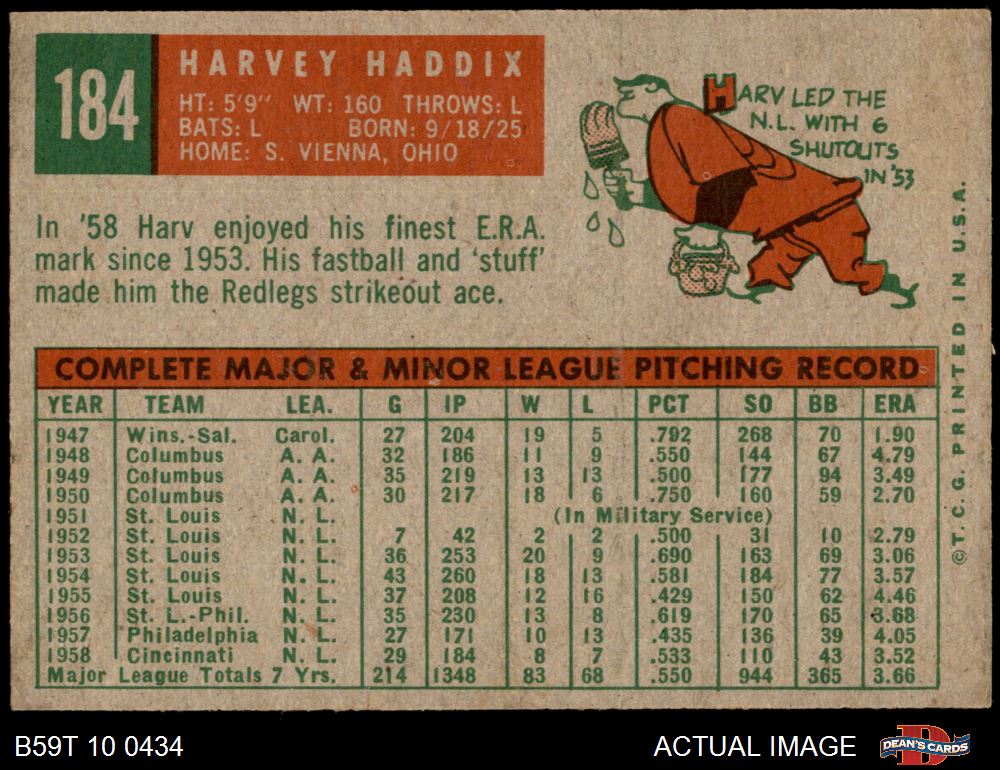 184
HARVEY HADDIX
HT: 5'9" WT: 160 THROWS: L
BATS: L BORN: 9/18/25
HOME: S. VIENNA, OHIO
HARV LED THE
N.L. WITH 6
SHUTOUTS
IN '53
In '58 Harv enjoyed his finest E.R.A.
mark since 1953. His fastball and 'stuff'
made him the Redlegs strikeout ace.
COMPLETE MAJOR & MINOR LEAGUE PITCHING RECORD
YEAR TEAM LEA. G IP W L PCT SO BB ERA
1947 Wins.-Sal. Carol. 27 204 19 5 .792 268 70 1.90
1948 Columbus A. A. 32 186 11 9 .550 144 67 4.79
1949 Columbus A. A. 35 219 13 13 .500 177 94 3.49
1950 Columbus A. A. 30 217 18 6 .750 160 59 2.70
1951 St. Louis N. L. (In Military Service)
1952 St. Louis N. L. 7 42 2 2 .500 31 10 2.79
1953 St. Louis N. L. 36 253 20 9 .690 163 69 3.06
1954 St. Louis N. L. 43 260 18 13 .581 184 77 3.57
1955 St. Louis N. L. 37 208 12 16 .429 150 62 4.46
1956 St. L.-Phil. N. L. 35 230 13 8 .619 170 65 3.68
1957 Philadelphia N. L. 27 171 10 13 .435 136 39 4.05
1958 Cincinnati N. L. 29 184 8 7 .533 110 43 3.52
Major League Totals 7 Yrs. 214 1348 83 68 .550 944 365 3.66
©T. C. G. PRINTED IN U.S.A.
B59T 10 0434
ACTUAL IMAGE
DEAN'S CARDS